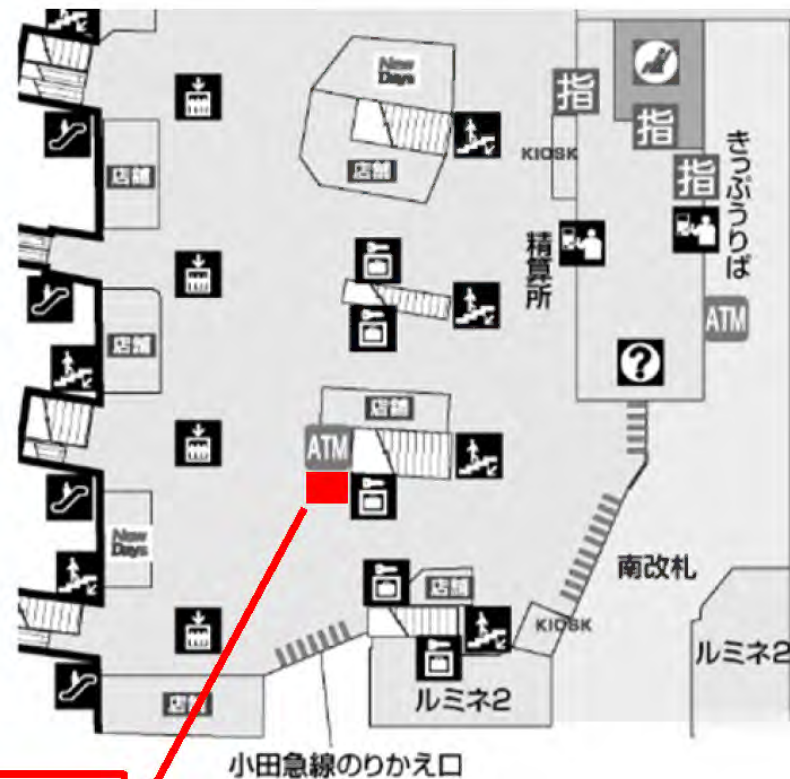 New
Days
指
店舗
KIOSK
指
指
きっぷうりば
店舗
精算所
ATM
店舗
?
店舗
ATM
New
Days
南改札
店舗
KIOSK
ルミネ2
ルミネ2
店舗
小田急線のりかえ口